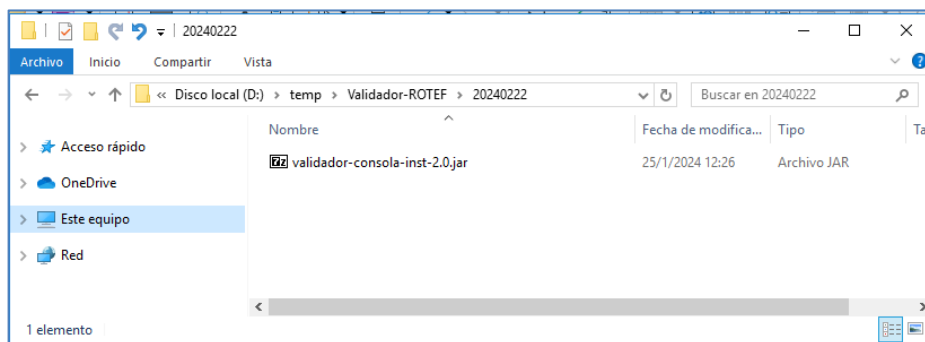 20240222
Archivo Inicio Compartir Vista
« Disco local (D:) > temp > Validador-ROTEF > 20240222
Buscar en 20240222
Nombre Fecha de modifica... Tipo Ta
Acceso rápido
validador-consola-inst-2.0.jar 25/1/2024 12:26 Archivo JAR
OneDrive
Este equipo
Red
1 elemento